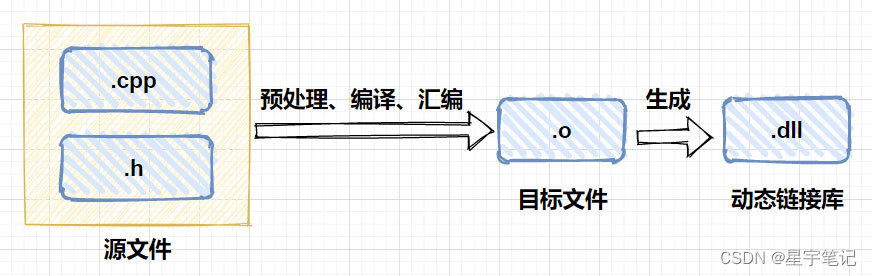 .cpp
.h
源文件
预处理、编译、汇编
.o
目标文件
生成
.dll
动态链接库
CSDN @星宇笔记